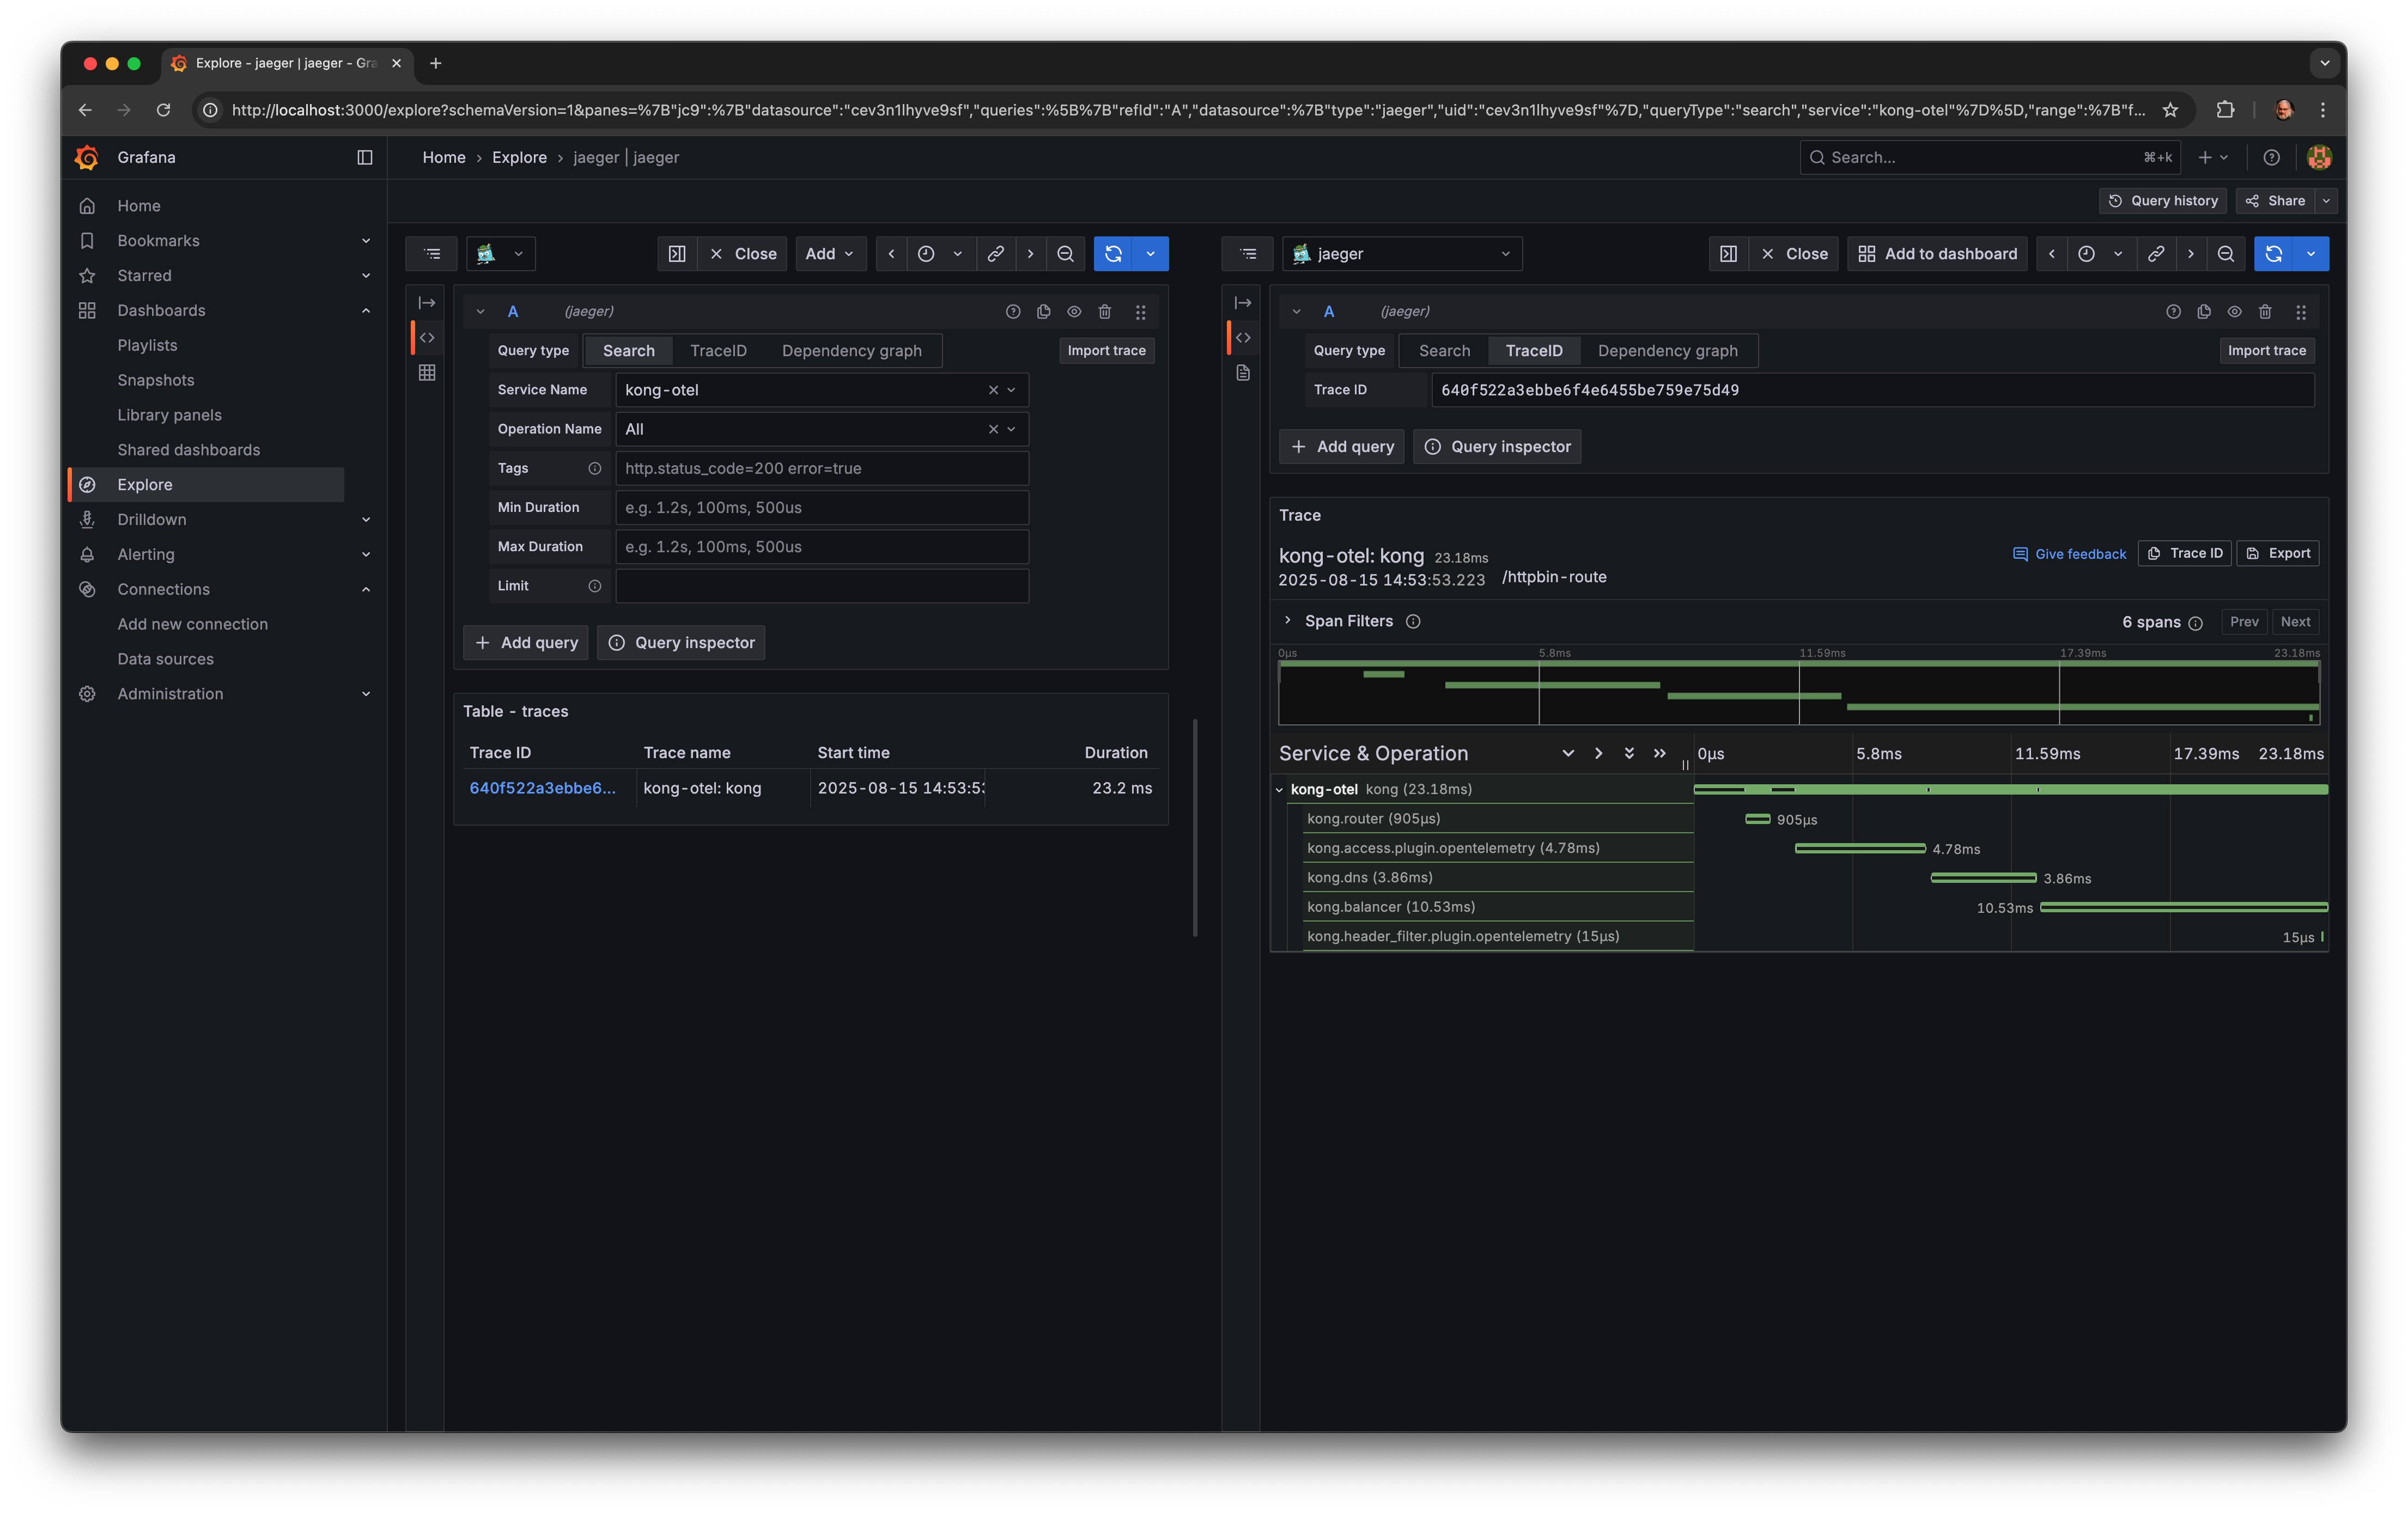 Explore - jaeger | jaeger - Gra
http://localhost:3000/explore?schemaVersion=1&panes=%7B"jc9":%7B"datasource":"cev3n1lhyve9sf","queries":%5B%7B"refId":"A","datasource":%7B"type":"jaeger","uid":"cev3n1lhyve9sf"%7D,"queryType":"search","service":"kong-otel"%7D%5D,"range":%7B"f...
Grafana
Home › Explore › jaeger | jaeger
Search...
⌘+k
Query history
Share
Home
Bookmarks
Starred
Dashboards
Playlists
Snapshots
Library panels
Shared dashboards
Explore
Drilldown
Alerting
Connections
Add new connection
Data sources
Administration
Close
Add
A (jaeger)
Query type Search TraceID Dependency graph Import trace
Service Name kong-otel
Operation Name All
Tags http.status_code=200 error=true
Min Duration e.g. 1.2s, 100ms, 500us
Max Duration e.g. 1.2s, 100ms, 500us
Limit
+ Add query Query inspector
Table - traces
Trace ID Trace name Start time Duration
640f522a3ebbe6... kong-otel: kong 2025-08-15 14:53:53 23.2 ms
jaeger
Close
Add to dashboard
A (jaeger)
Query type Search TraceID Dependency graph Import trace
Trace ID 640f522a3ebbe6f4e6455be759e75d49
+ Add query Query inspector
Trace
kong-otel: kong 23.18ms
Give feedback Trace ID Export
2025-08-15 14:53:53.223 /httpbin-route
Span Filters
6 spans Prev Next
0µs 5.8ms 11.59ms 17.39ms 23.18ms
Service & Operation
0µs 5.8ms 11.59ms 17.39ms 23.18ms
kong-otel kong (23.18ms)
kong.router (905µs) 905µs
kong.access.plugin.opentelemetry (4.78ms) 4.78ms
kong.dns (3.86ms) 3.86ms
kong.balancer (10.53ms) 10.53ms
kong.header_filter.plugin.opentelemetry (15µs) 15µs